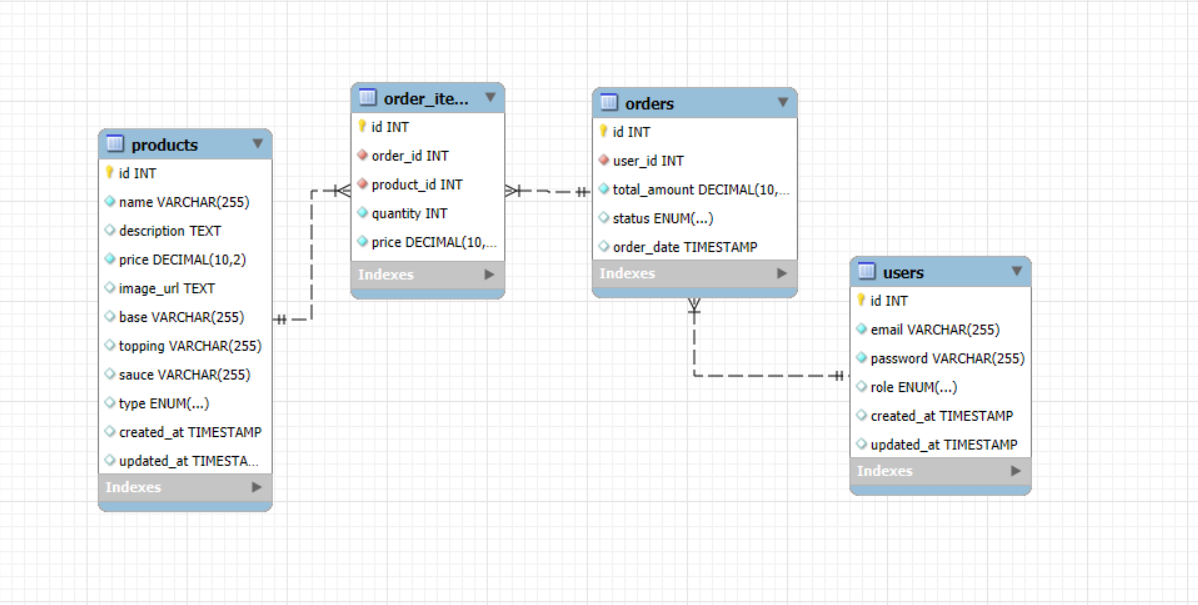 products
id INT
name VARCHAR(255)
description TEXT
price DECIMAL(10,2)
image_url TEXT
base VARCHAR(255)
topping VARCHAR(255)
sauce VARCHAR(255)
type ENUM(...)
created_at TIMESTAMP
updated_at TIMESTA...
Indexes
order_ite...
id INT
order_id INT
product_id INT
quantity INT
price DECIMAL(10,...
Indexes
orders
id INT
user_id INT
total_amount DECIMAL(10,...
status ENUM(...)
order_date TIMESTAMP
Indexes
users
id INT
email VARCHAR(255)
password VARCHAR(255)
role ENUM(...)
created_at TIMESTAMP
updated_at TIMESTAMP
Indexes